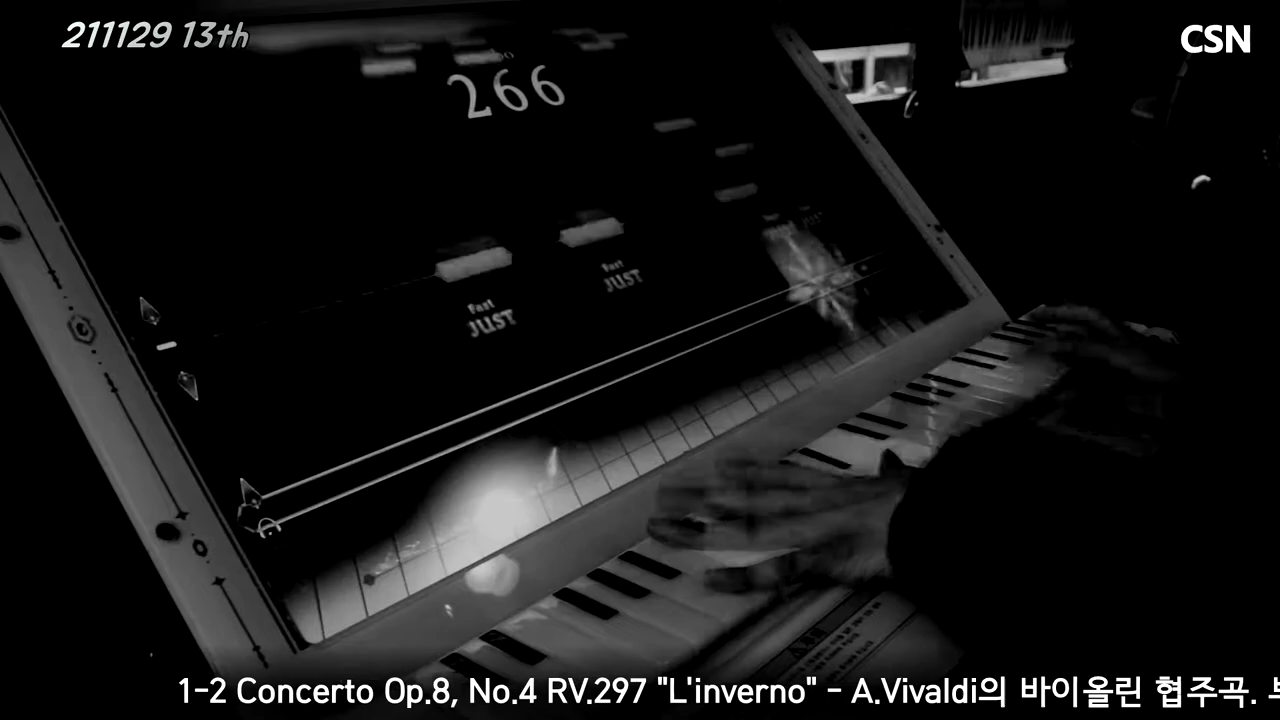 211129 13th
CSN
266
Fast
JUST
Fast
JUST
1-2 Concerto Op.8, No.4 RV.297 "L'inverno" - A.Vivaldi의 바이올린 협주곡.